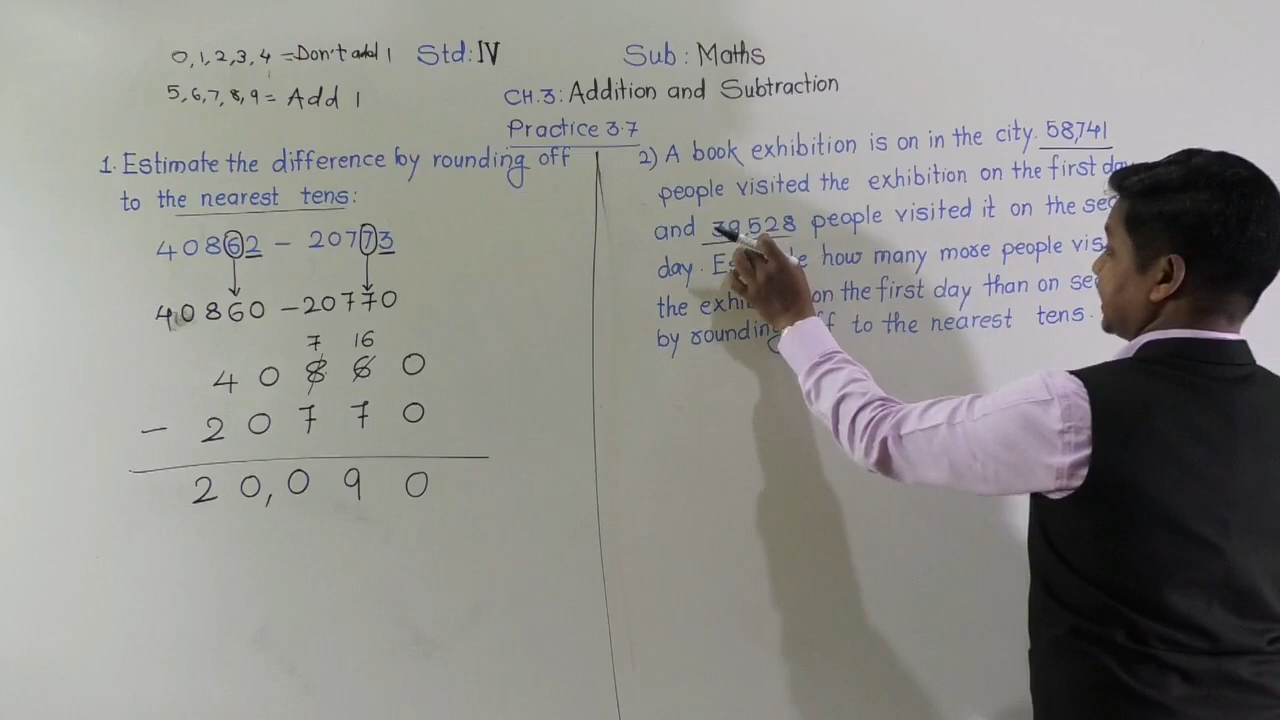 0,1,2,3,4 =Don't add 1
Std: IV
Sub : Maths
5,6,7,8,9 = Add 1
CH.3: Addition and Subtraction
Practice 3.7
1. Estimate the difference by rounding off
to the nearest tens:
40862 - 20773
40860 - 20770
7 16
4 0 8 6 0
- 2 0 7 7 0
2 0,0 9 0
2) A book exhibition is on in the city. 58,741
people visited the exhibition on the first day
and 39,528 people visited it on the
day. how many more people
the on the first day than on
by rounding off to the nearest tens.